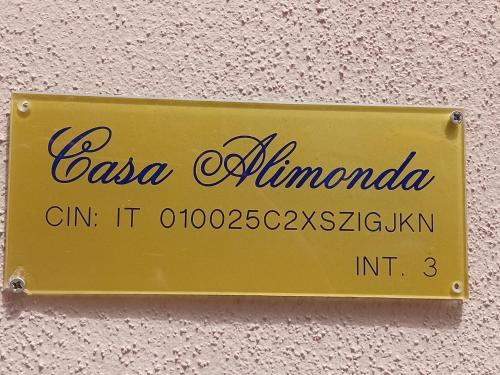 Casa Alimonda
CIN: IT 010025C2XSZIGJKN
INT. 3